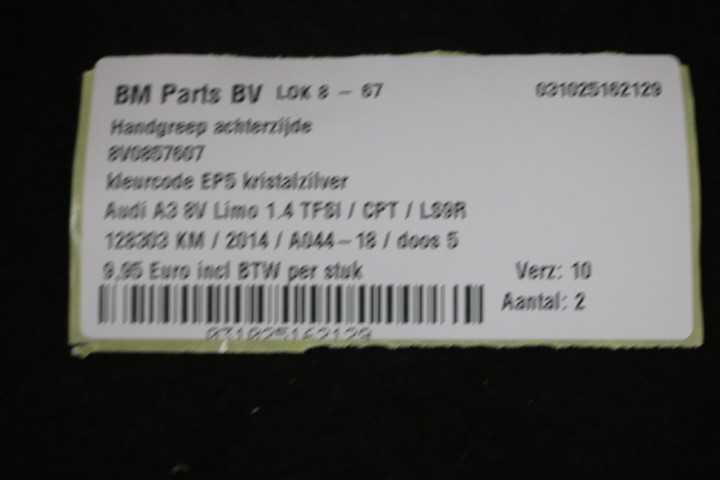 BM Parts BV LOK 8 - 67 031025162129
Handgreep achterzijde
8V0857607
kleurcode EP5 kristalzilver
Audi A3 8V Limo 1.4 TFSI / CPT / LS9R
128303 KM / 2014 / A044-18 / doos 5
9,95 Euro incl BTW per stuk Verz: 10
Aantal: 2
031025162129